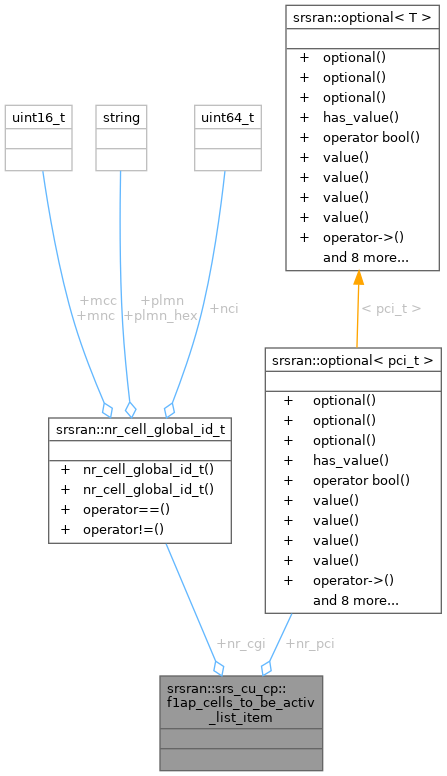 srsran::optional< T >
+ optional()
+ optional()
+ optional()
+ has_value()
+ operator bool()
+ value()
+ value()
+ value()
+ value()
+ operator->()
and 8 more...
uint16_t
string
uint64_t
+mcc
+mnc
+plmn
+plmn_hex
+nci
< pci_t >
srsran::optional< pci_t >
+ optional()
+ optional()
+ optional()
+ has_value()
+ operator bool()
+ value()
+ value()
+ value()
+ value()
+ operator->()
and 8 more...
srsran::nr_cell_global_id_t
+ nr_cell_global_id_t()
+ nr_cell_global_id_t()
+ operator==()
+ operator!=()
+nr_cgi
+nr_pci
srsran::srs_cu_cp::
f1ap_cells_to_be_activ
_list_item